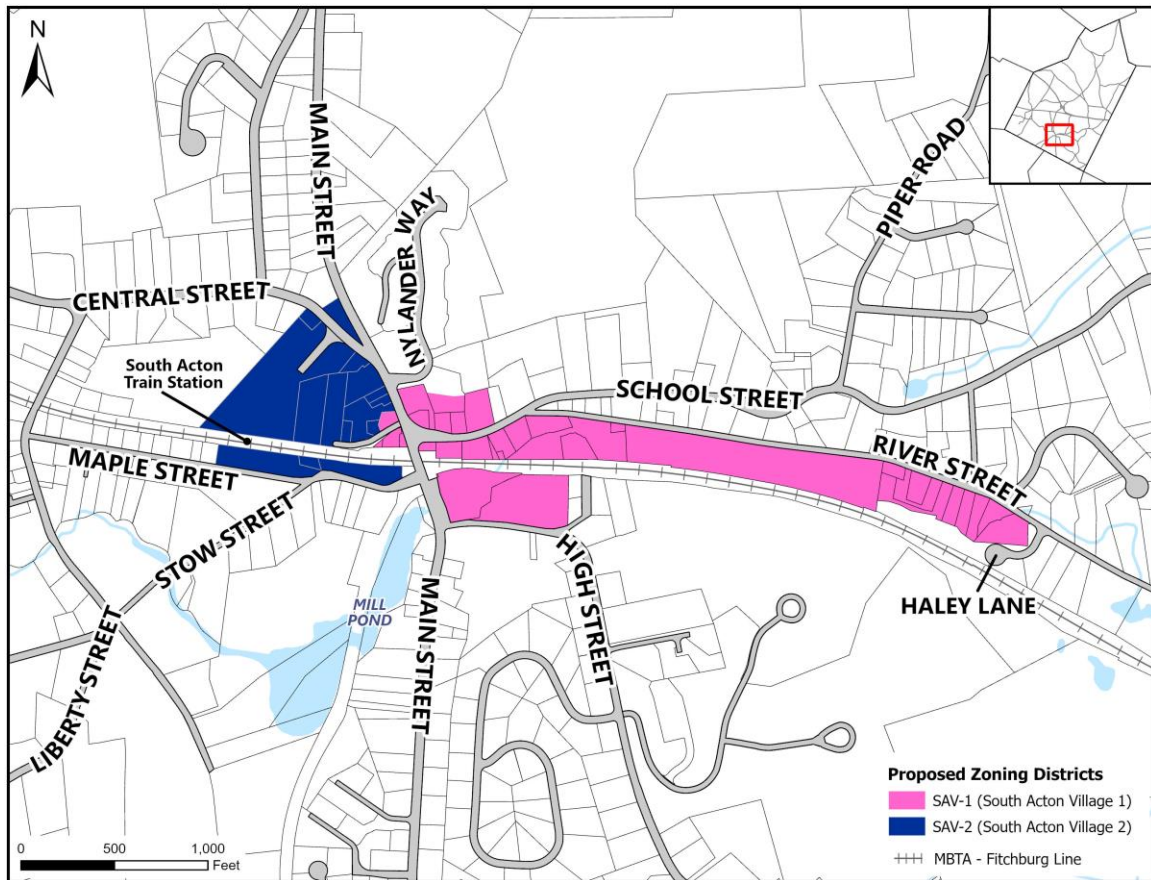 N
MAIN STREET
PIPER ROAD
NYLANDER WAY
CENTRAL STREET
South Acton
Train Station
SCHOOL STREET
RIVER STREET
MAPLE STREET
STOW STREET
HIGH STREET
HALEY LANE
MILL
POND
MAIN STREET
LIBERTY STREET
Proposed Zoning Districts
SAV-1 (South Acton Village 1)
SAV-2 (South Acton Village 2)
MBTA - Fitchburg Line
0 500 1,000
Feet